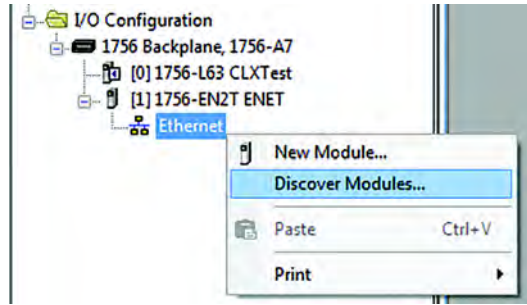 I/O Configuration
1756 Backplane, 1756-A7
[0] 1756-L63 CLXTest
[1] 1756-EN2T ENET
Ethernet
New Module...
Discover Modules...
Paste Ctrl+V
Print